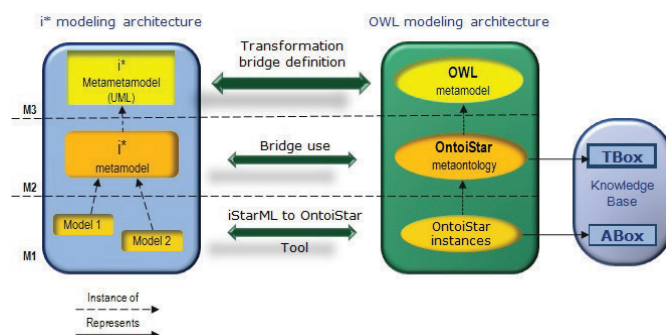 i* modeling architecture
OWL modeling architecture
i*
Metametamodel
(UML)
Transformation
bridge definition
OWL
metamodel
M3
i*
metamodel
Bridge use
OntoiStar
metaontology
TBox
Knowledge
Base
ABox
M2
Model 1
Model 2
iStarML to OntoiStar
Tool
OntoiStar
instances
M1
Instance of
Represents